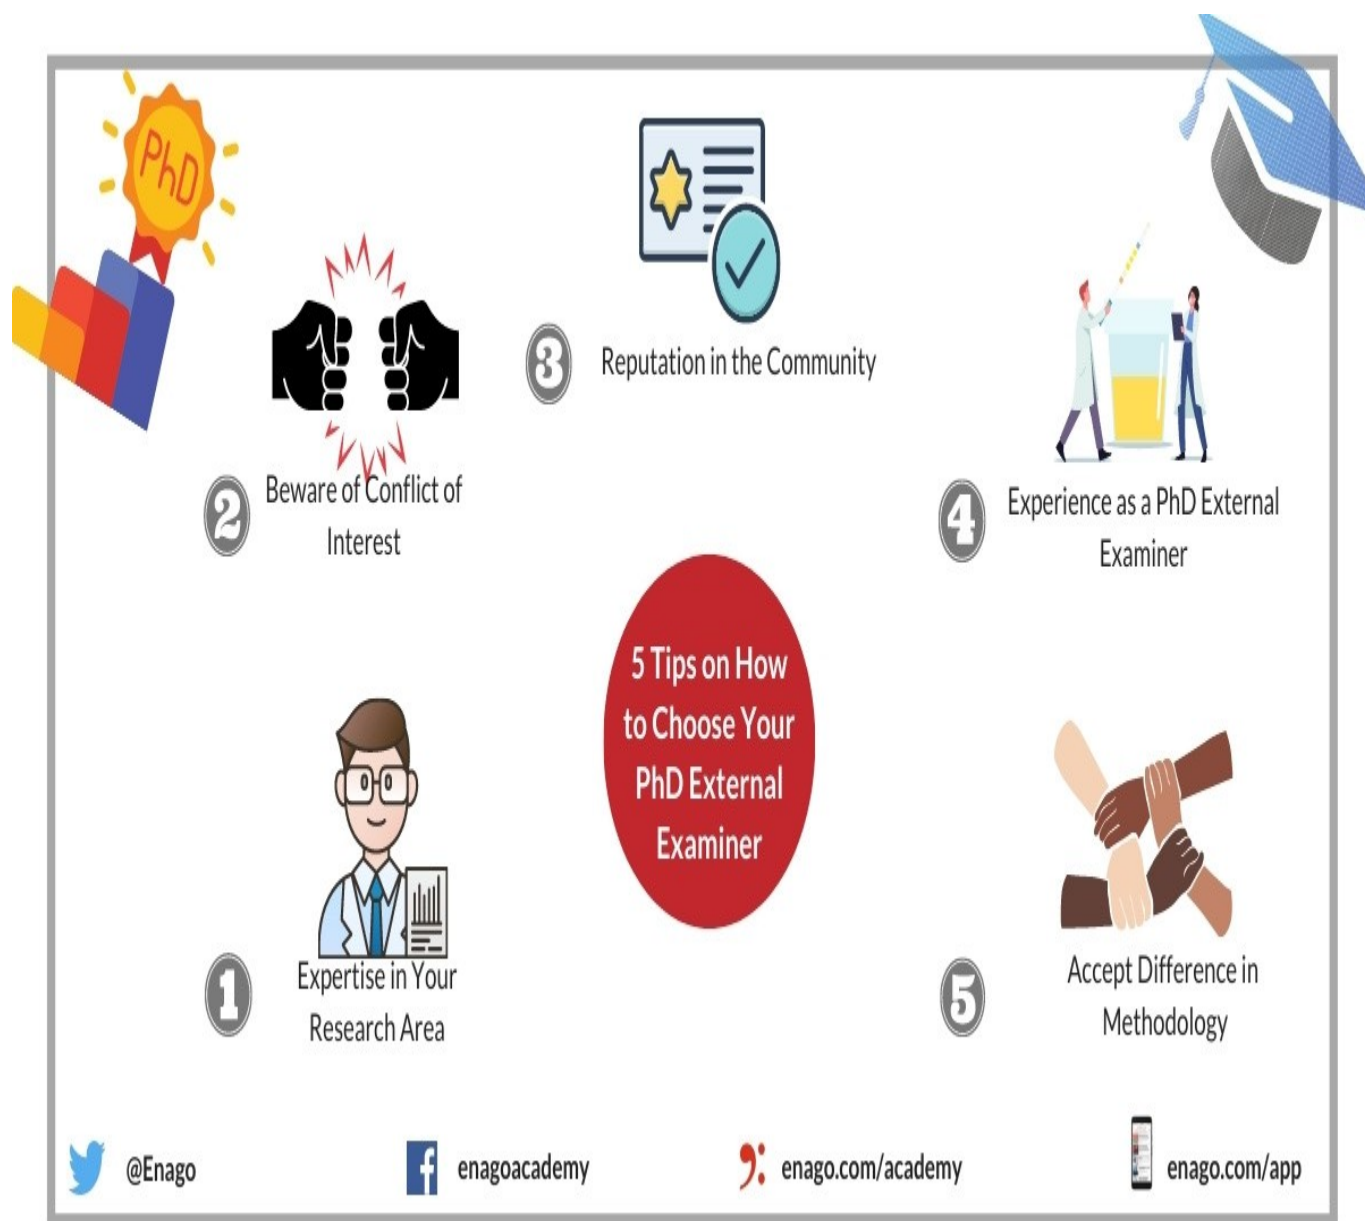 PhD
3
Reputation in the Community
2
Beware of Conflict of
Interest
4
Experience as a PhD External
Examiner
5 Tips on How
to Choose Your
PhD External
Examiner
1
Expertise in Your
Research Area
5
Accept Difference in
Methodology
@Enago
enagoacademy
enago.com/academy
enago.com/app